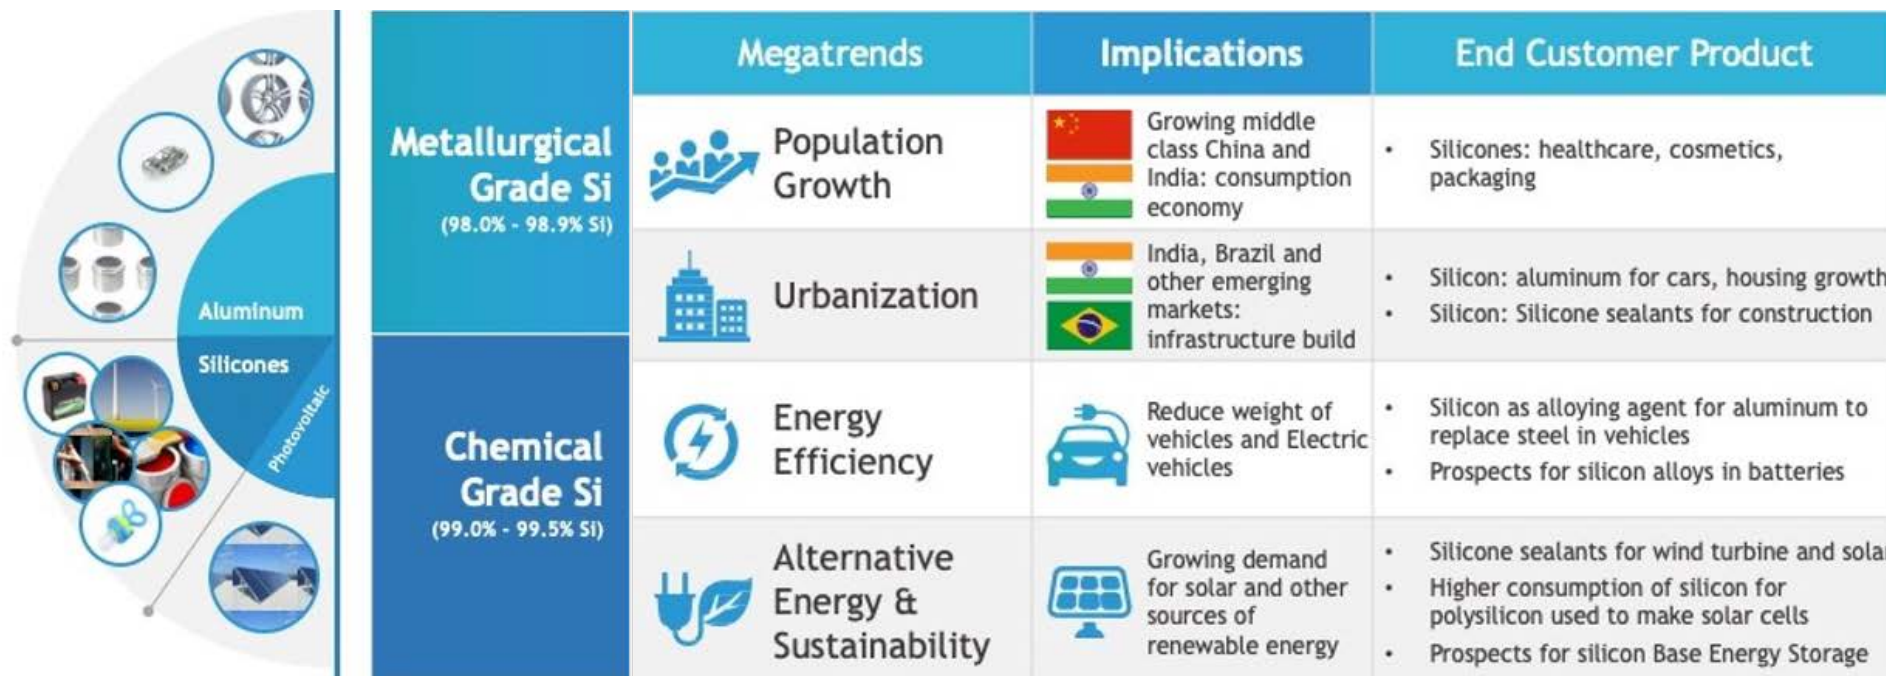 Aluminum
Silicones
Photovoltaic
Metallurgical
Grade Si
(98.0% - 98.9% Si)
Chemical
Grade Si
(99.0% - 99.5% Si)
Megatrends
Implications
End Customer Product
Population
Growth
Growing middle
class China and
India: consumption
economy
• Silicones: healthcare, cosmetics,
packaging
Urbanization
India, Brazil and
other emerging
markets:
infrastructure build
• Silicon: aluminum for cars, housing growth
• Silicon: Silicone sealants for construction
Energy
Efficiency
Reduce weight of
vehicles and Electric
vehicles
• Silicon as alloying agent for aluminum to
replace steel in vehicles
• Prospects for silicon alloys in batteries
Alternative
Energy &
Sustainability
Growing demand
for solar and other
sources of
renewable energy
• Silicone sealants for wind turbine and solar
• Higher consumption of silicon for
polysilicon used to make solar cells
• Prospects for silicon Base Energy Storage